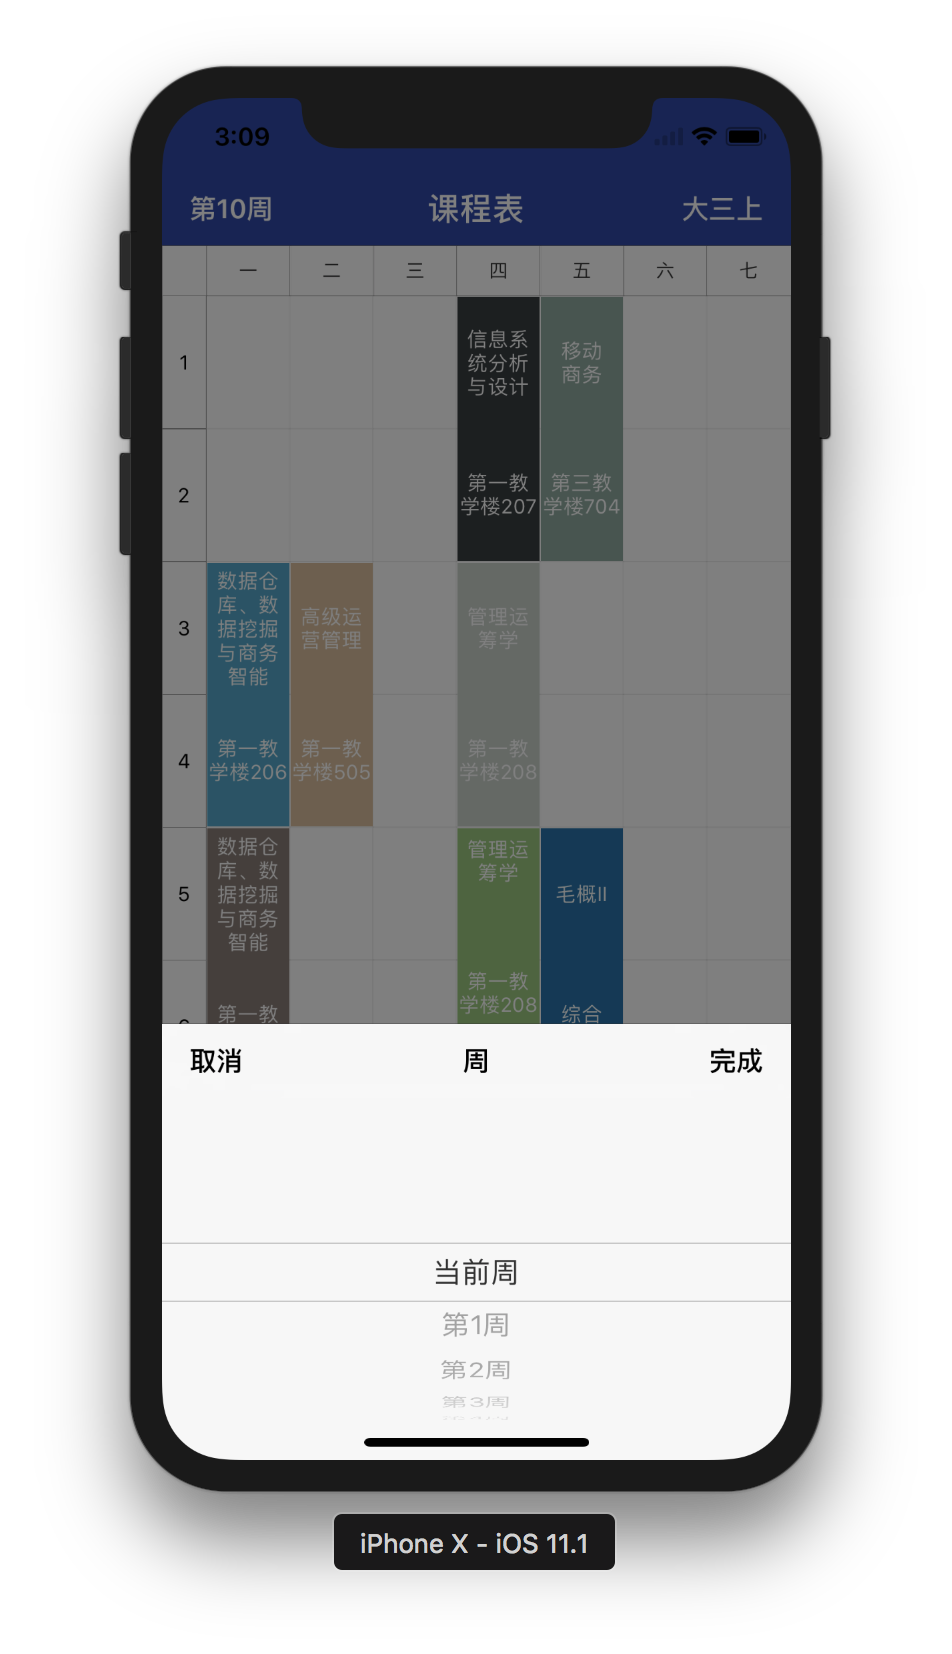 3:09
第10周 课程表 大三上
一 二 三 四 五 六 七
1
信息系
统分析
与设计
第一教
学楼207
移动
商务
第三教
学楼704
2
3
数据仓
库、数
据挖掘
与商务
智能
第一教
学楼206
高级运
营管理
第一教
学楼505
管理运
筹学
第一教
学楼208
4
5
数据仓
库、数
据挖掘
与商务
智能
第一教
管理运
筹学
第一教
学楼208
毛概II
综合
取消 周 完成
当前周
第1周
第2周
第3周
iPhone X - iOS 11.1